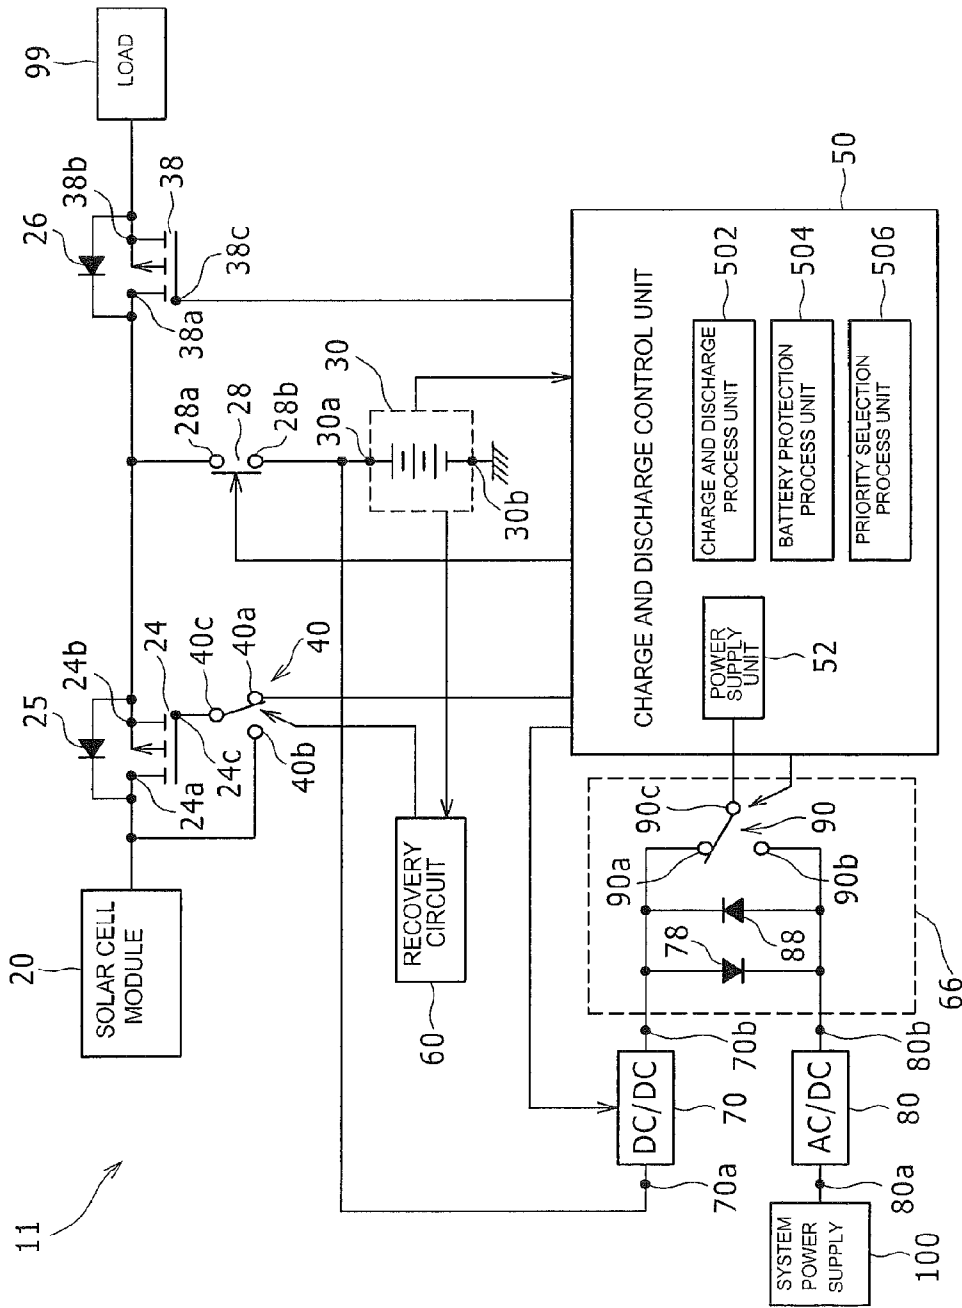 11
20
SOLAR CELL
MODULE
25
24b
24
24a
24c
40c
40a
40
40b
26
38b
38
38a
38c
99
LOAD
28a
28
28b
30a
30
30b
60
RECOVERY
CIRCUIT
50
CHARGE AND DISCHARGE CONTROL UNIT
502
CHARGE AND DISCHARGE
PROCESS UNIT
504
BATTERY PROTECTION
PROCESS UNIT
506
PRIORITY SELECTION
PROCESS UNIT
POWER
SUPPLY
UNIT
52
90c
90
90a
90b
78
88
66
70b
DC/DC
70
70a
80b
AC/DC
80
80a
SYSTEM
POWER
SUPPLY
100